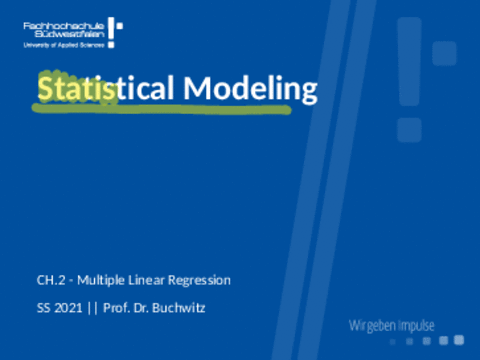 Fachhochschule
Südwestfalen
University of Applied Sciences
Statistical Modeling
CH.2 - Multiple Linear Regression
SS 2021 || Prof. Dr. Buchwitz
Wir geben Impulse